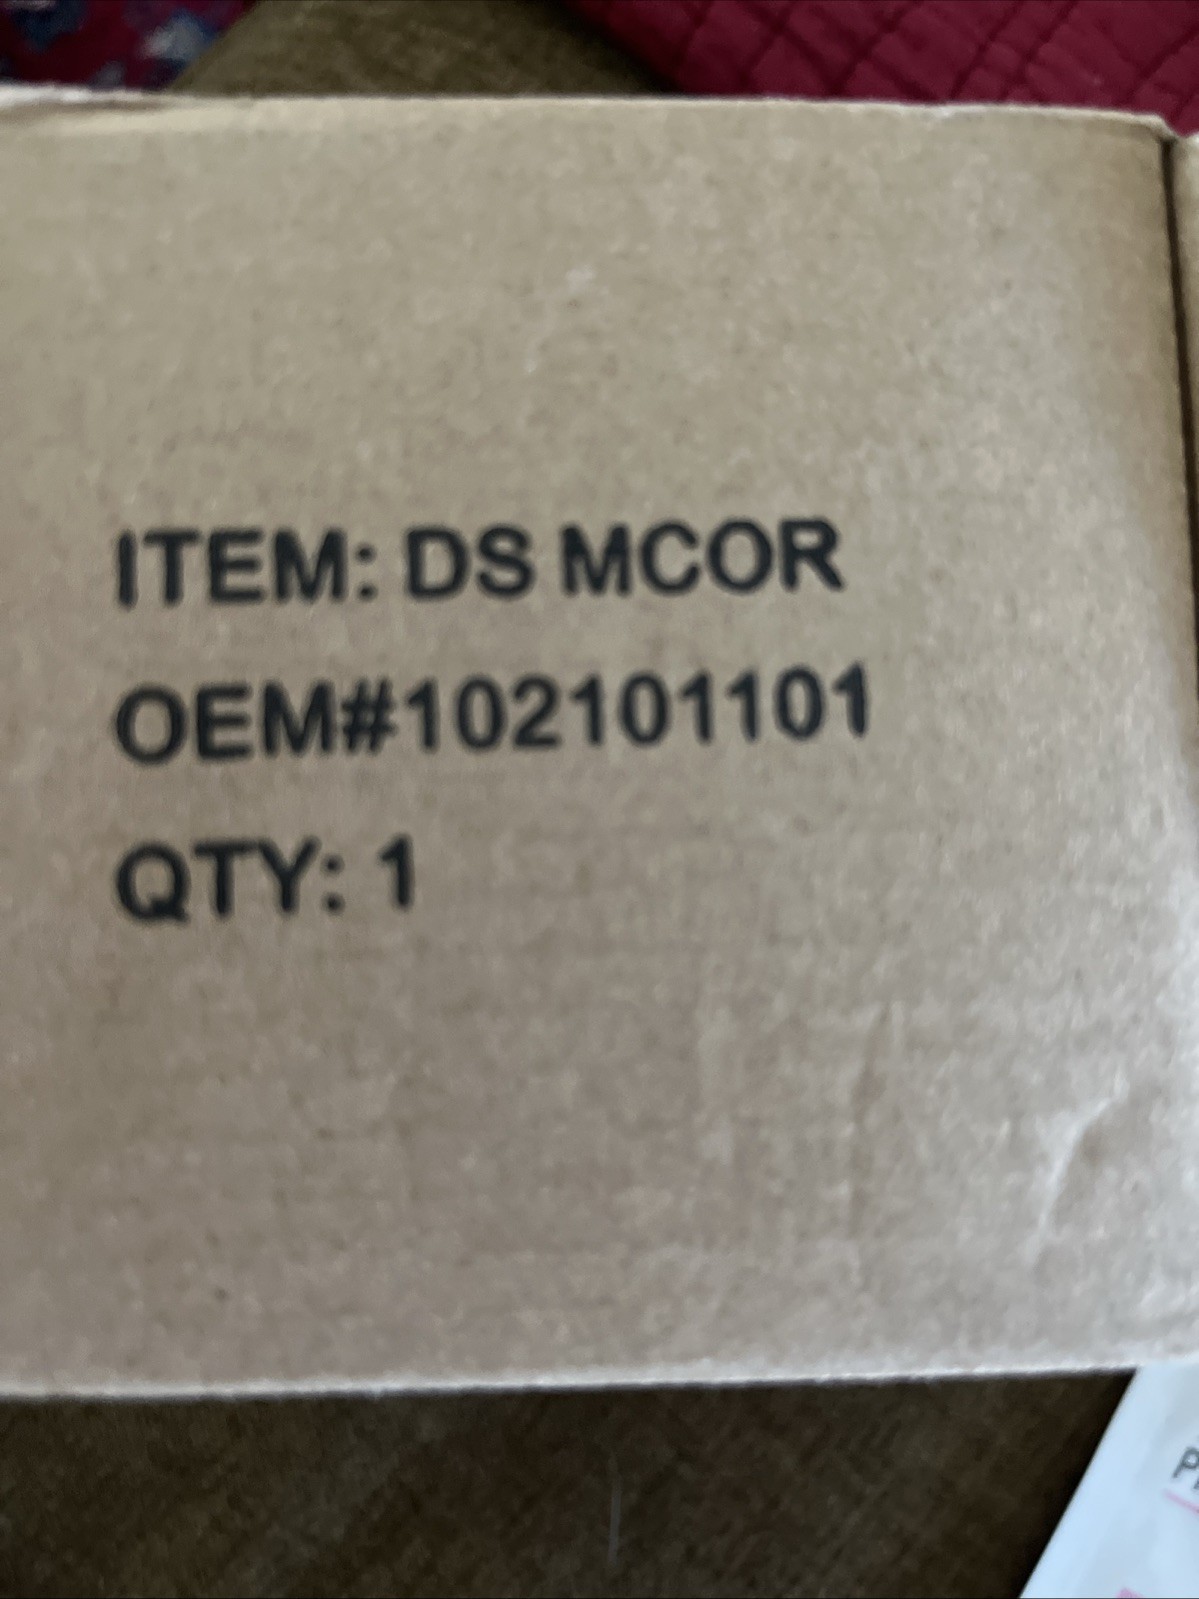 ITEM: DS MCOR
OEM#102101101
QTY: 1